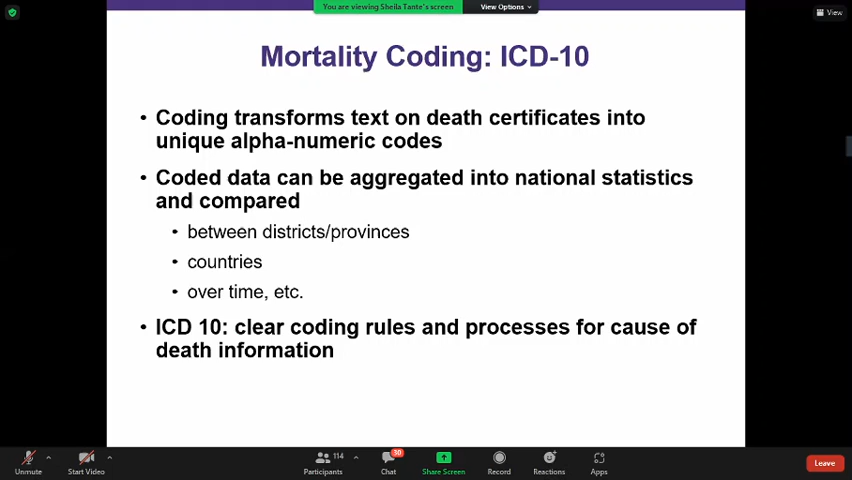 You are viewing Sheila Tante's screen
View Options
View
Mortality Coding: ICD-10
• Coding transforms text on death certificates into
unique alpha-numeric codes
• Coded data can be aggregated into national statistics
and compared
• between districts/provinces
• countries
• over time, etc.
• ICD 10: clear coding rules and processes for cause of
death information
114
30
Unmute
Start Video
Participants
Chat
Share Screen
Record
Reactions
Apps
Leave